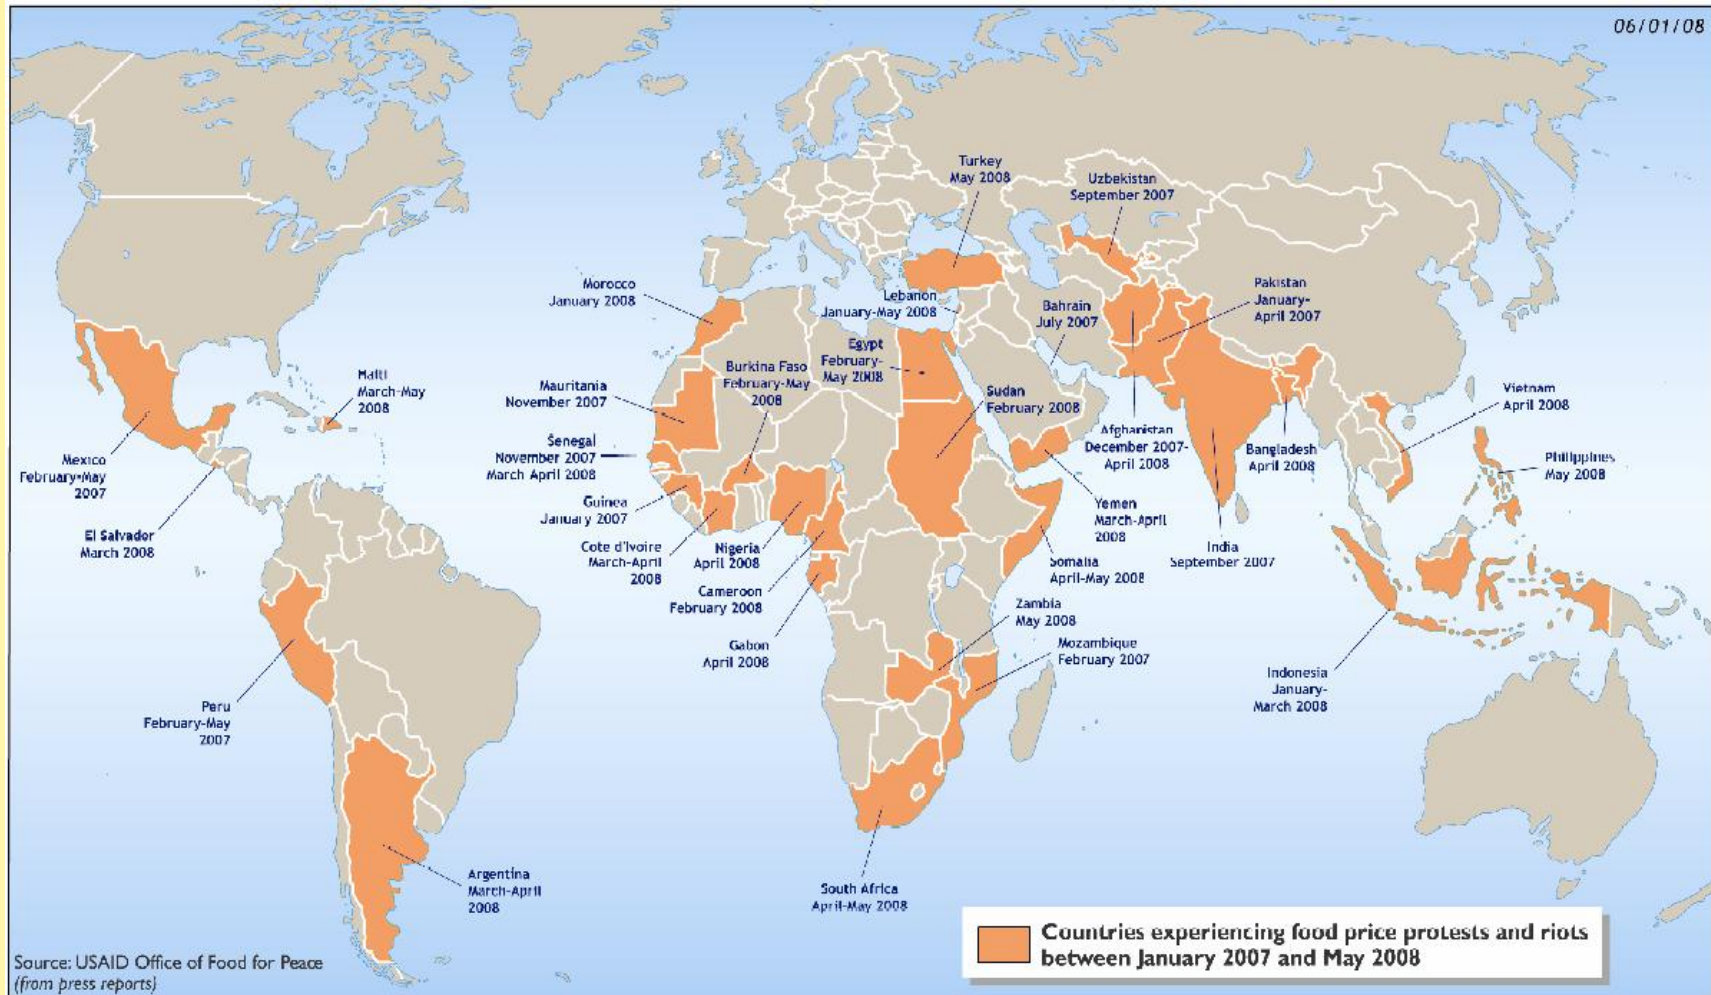 06/01/08
Turkey
May 2008
Uzbekistan
September 2007
Morocco
January 2008
Lebanon
January-May 2008
Bahrain
July 2007
Pakistan
January-
April 2007
Egypt
February-
May 2008
Burkina Faso
February-May
2008
Haiti
March-May
2008
Mauritania
November 2007
Sudan
February 2008
Vietnam
April 2008
Senegal
November 2007
March-April 2008
Afghanistan
December 2007-
April 2008
Bangladesh
April 2008
Philippines
May 2008
Mexico
February-May
2007
Guinea
January 2007
Yemen
March-April
2008
El Salvador
March 2008
Cote d'Ivoire
March-April
2008
Nigeria
April 2008
Somalia
April-May 2008
India
September 2007
Cameroon
February 2008
Zambia
May 2008
Gabon
April 2008
Mozambique
February 2007
Indonesia
January-
March 2008
Peru
February-May
2007
Argentina
March-April
2008
South Africa
April-May 2008
Countries experiencing food price protests and riots
between January 2007 and May 2008
Source: USAID Office of Food for Peace
(from press reports)